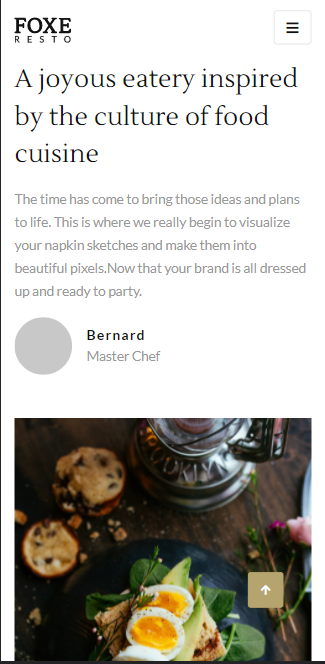 FOXE
RESTO
A joyous eatery inspired
by the culture of food
cuisine
The time has come to bring those ideas and plans
to life. This is where we really begin to visualize
your napkin sketches and make them into
beautiful pixels.Now that your brand is all dressed
up and ready to party.
Bernard
Master Chef